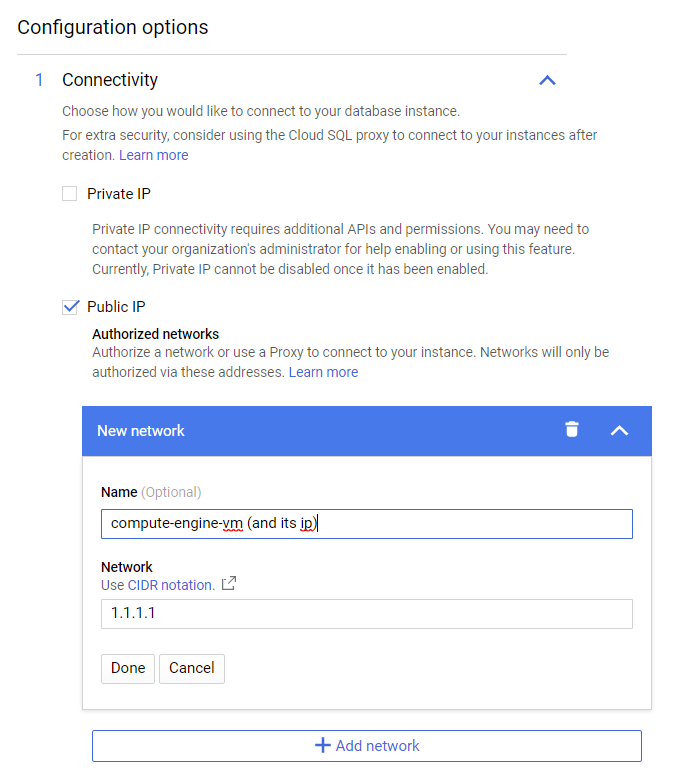 Configuration options
1 Connectivity
Choose how you would like to connect to your database instance.
For extra security, consider using the Cloud SQL proxy to connect to your instances after
creation. Learn more
Private IP
Private IP connectivity requires additional APIs and permissions. You may need to
contact your organization's administrator for help enabling or using this feature.
Currently, Private IP cannot be disabled once it has been enabled.
Public IP
Authorized networks
Authorize a network or use a Proxy to connect to your instance. Networks will only be
authorized via these addresses. Learn more
New network
Name (Optional)
compute-engine-vm (and its ip)
Network
Use CIDR notation.
1.1.1.1
Done Cancel
Add network